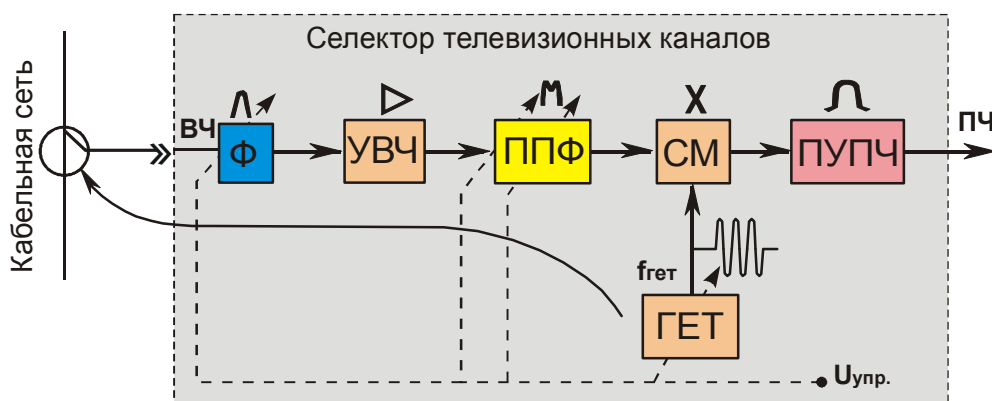 Селектор телевизионных каналов
Кабельная сеть
ВЧ
Ф
УВЧ
ППФ
X
СМ
ПУПЧ
ПЧ
fгет
ГЕТ
Uупр.